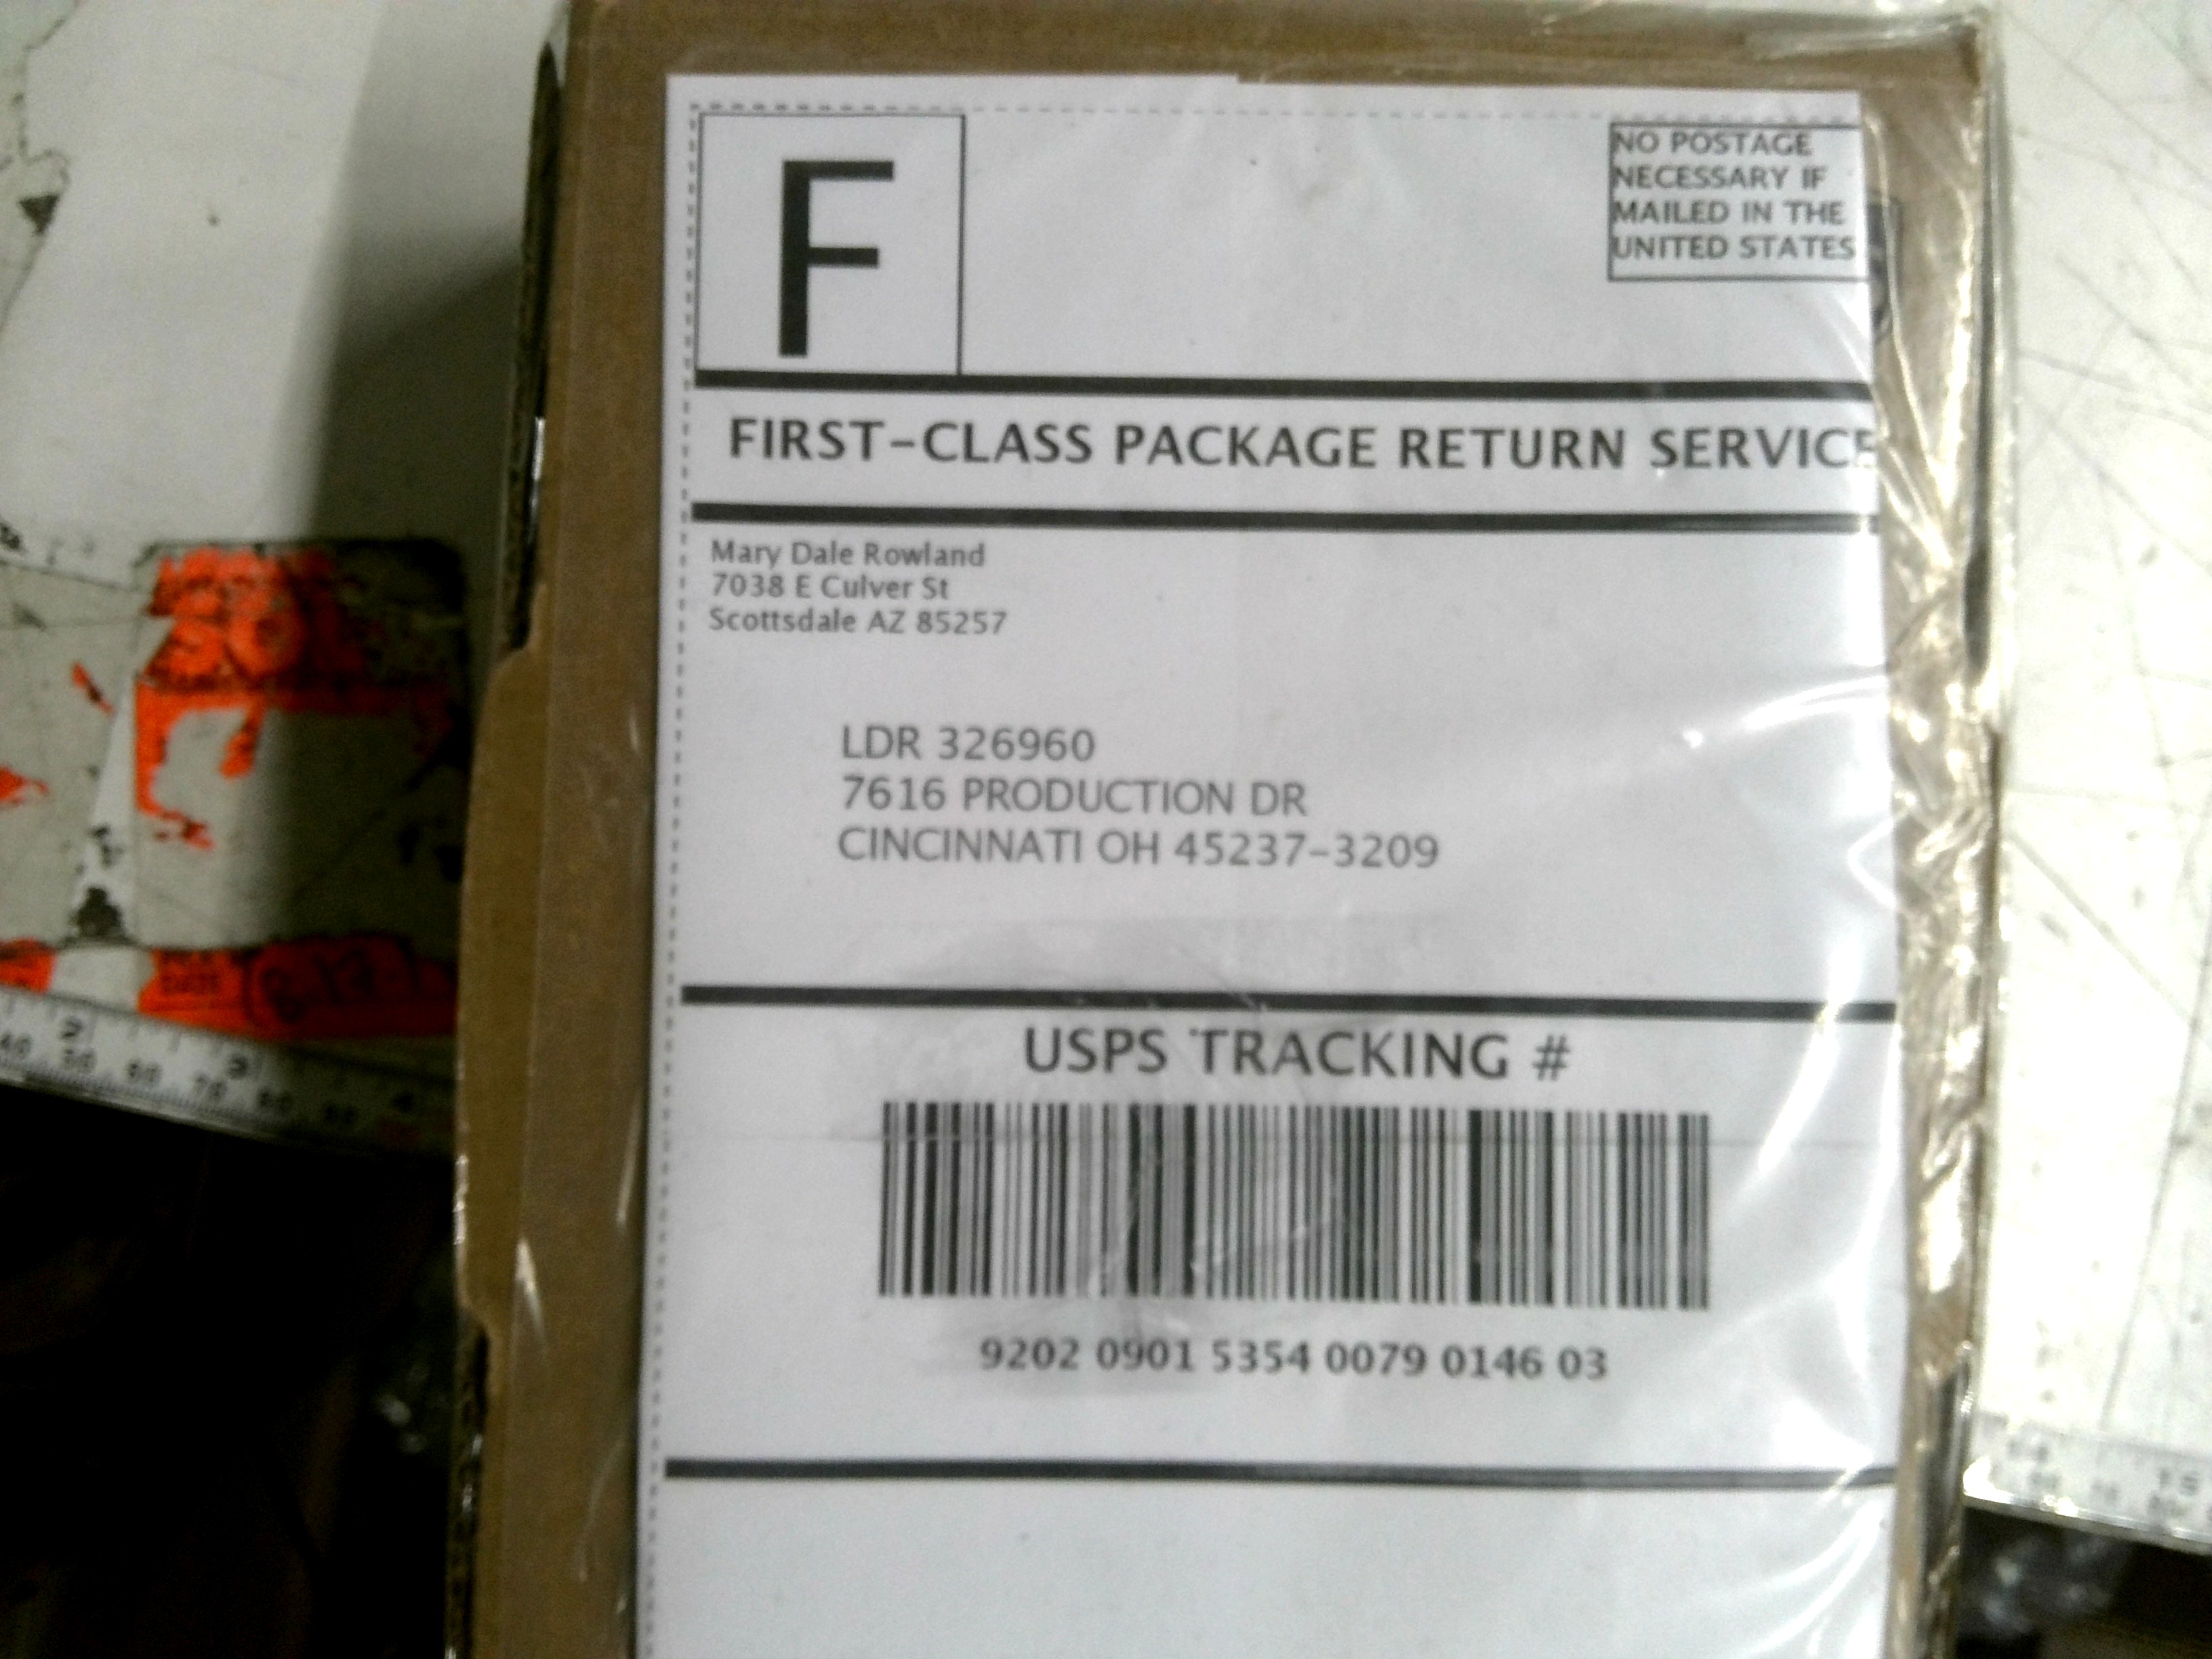 F
NO POSTAGE
NECESSARY IF
MAILED IN THE
UNITED STATES
FIRST-CLASS PACKAGE RETURN SERVICE
Mary Dale Rowland
7038 E Culver St
Scottsdale AZ 85257
LDR 326960
7616 PRODUCTION DR
CINCINNATI OH 45237-3209
USPS TRACKING #
9202 0901 5354 0079 0146 03